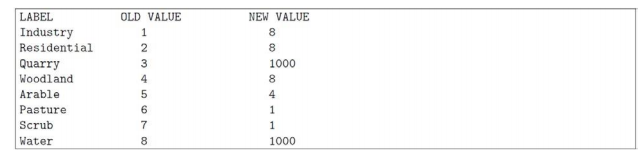 LABEL OLD VALUE NEW VALUE
Industry 1 8
Residential 2 8
Quarry 3 1000
Woodland 4 8
Arable 5 4
Pasture 6 1
Scrub 7 1
Water 8 1000